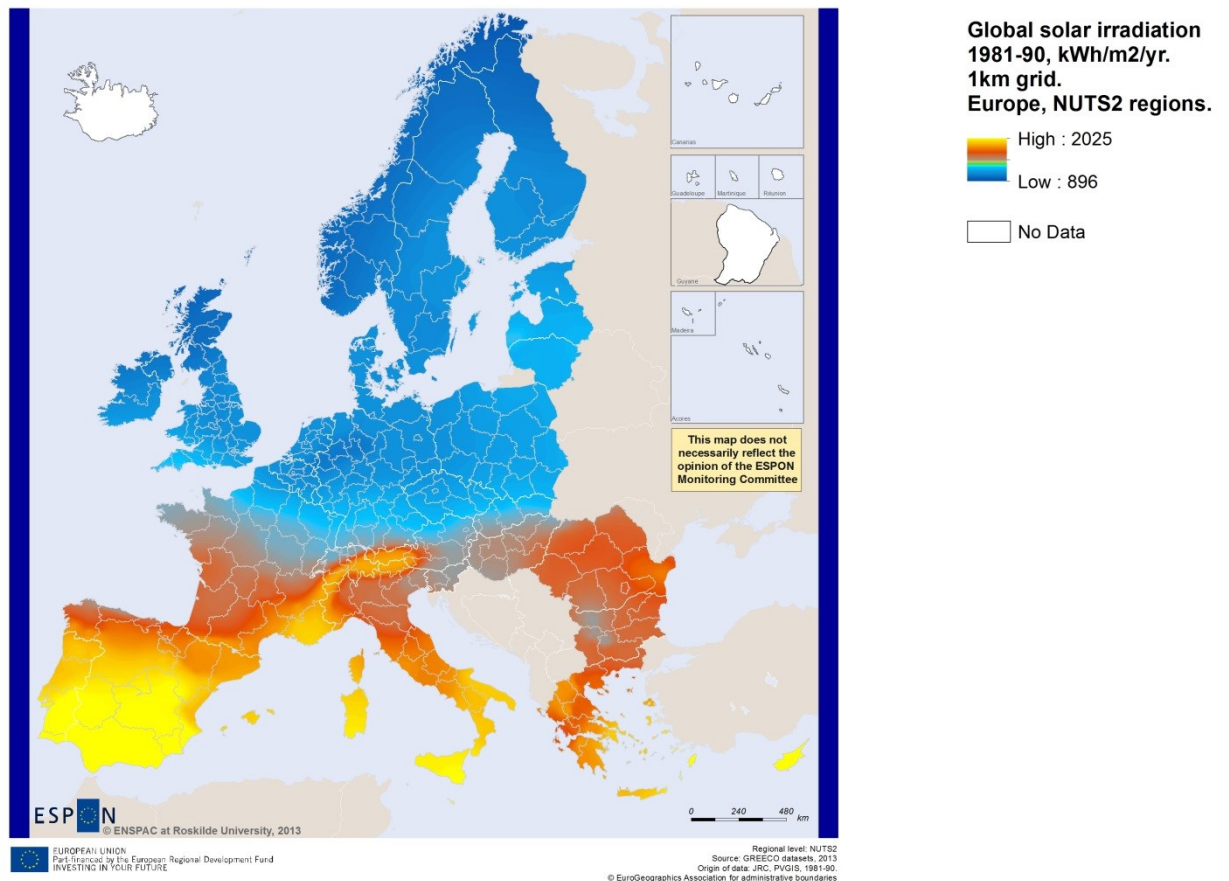 Global solar irradiation
1981-90, kWh/m2/yr.
1km grid.
Europe, NUTS2 regions.
High : 2025
Low : 896
No Data
Canarias
Guadeloupe
Martinique
Réunion
Guyane
Madeira
Acores
This map does not
necessarily reflect the
opinion of the ESPON
Monitoring Committee
ESPON
© ENSPAC at Roskilde University, 2013
0 240 480
km
EUROPEAN UNION
Part-financed by the European Regional Development Fund
INVESTING IN YOUR FUTURE
Regional level: NUTS2
Source: GREECO datasets, 2013
Origin of data: JRC, PVGIS, 1981-90.
© EuroGeographics Association for administrative boundaries